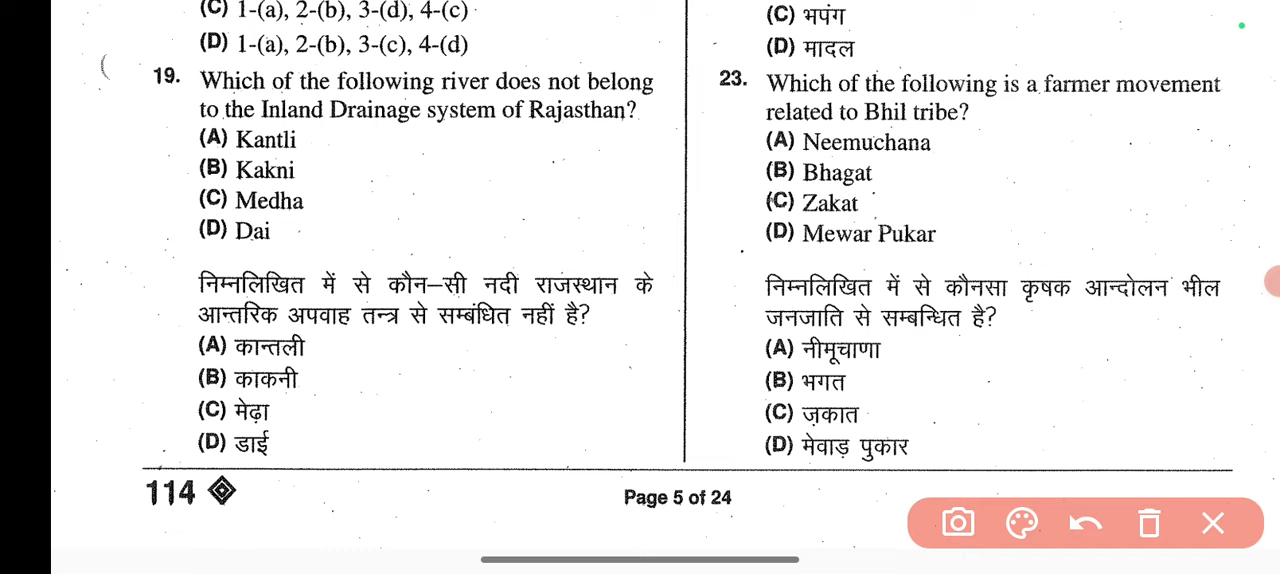 (C) 1-(a), 2-(b), 3-(d), 4-(c)
(D) 1-(a), 2-(b), 3-(c), 4-(d)
19. Which of the following river does not belong
to the Inland Drainage system of Rajasthan?
(A) Kantli
(B) Kakni
(C) Medha
(D) Dai
निम्नलिखित में से कौन–सी नदी राजस्थान के
आन्तरिक अपवाह तन्त्र से सम्बंधित नहीं है?
(A) कान्तली
(B) काकनी
(C) मेढ़ा
(D) डाई
(C) भपंग
(D) मादल
23. Which of the following is a farmer movement
related to Bhil tribe?
(A) Neemuchana
(B) Bhagat
(C) Zakat
(D) Mewar Pukar
निम्नलिखित में से कौनसा कृषक आन्दोलन भील
जनजाति से सम्बन्धित है?
(A) नीमूचाणा
(B) भगत
(C) ज़कात
(D) मेवाड़ पुकार
114
Page 5 of 24